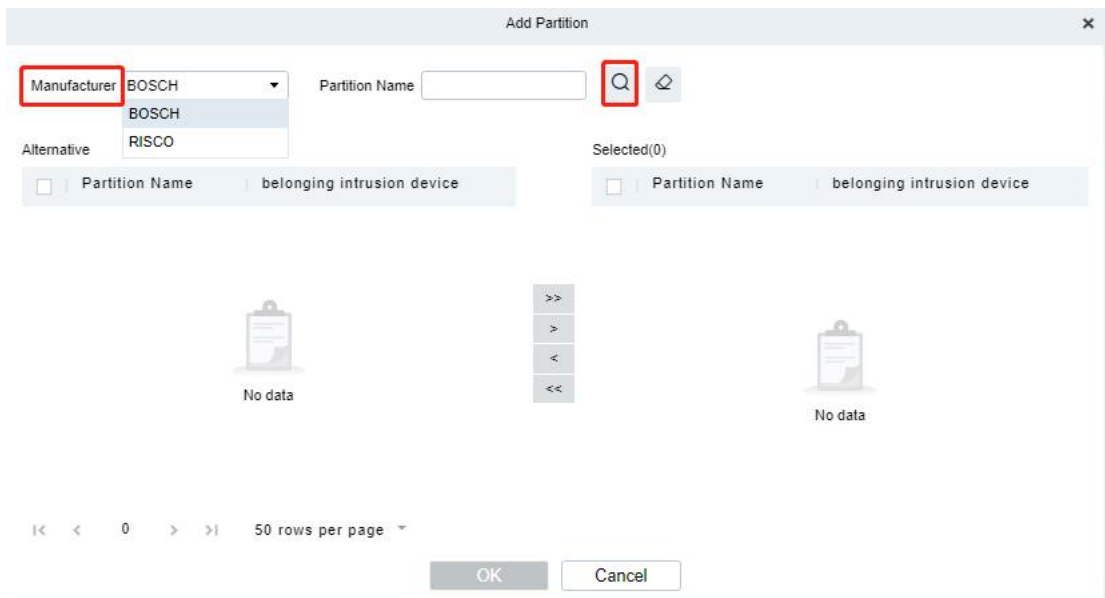 Add Partition ×
Manufacturer BOSCH Partition Name
BOSCH
RISCO
Alternative Selected(0)
Partition Name belonging intrusion device Partition Name belonging intrusion device
>>
>
<
<<
No data
No data
|< < 0 > >| 50 rows per page
OK Cancel